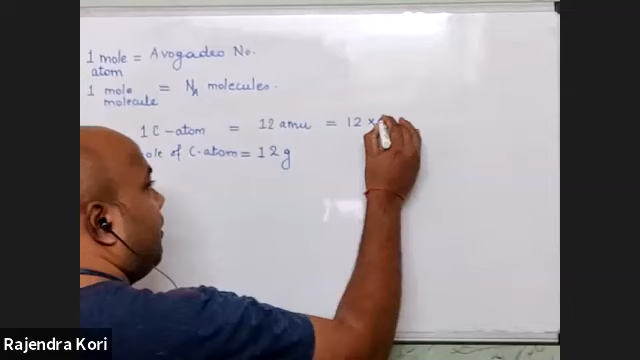 1 mole atom = Avogadro No.
1 mole molecule = NA molecules.
1 C-atom = 12 amu = 12 ×
of C-atom = 12 g
Rajendra Kori